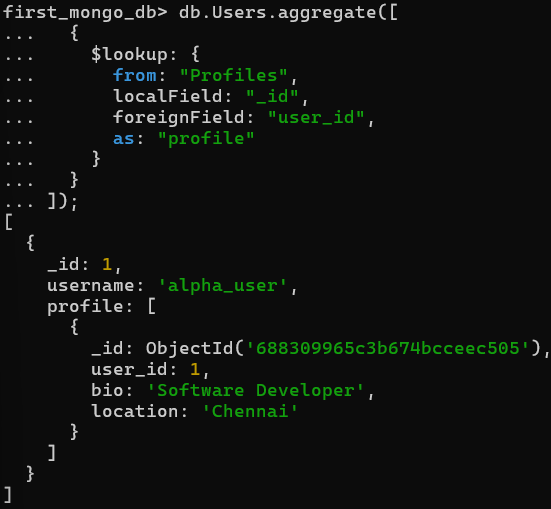 first_mongo_db> db.Users.aggregate([
...   {
...     $lookup: {
...       from: "Profiles",
...       localField: "_id",
...       foreignField: "user_id",
...       as: "profile"
...     }
...   }
... ]);
[
  {
    _id: 1,
    username: 'alpha_user',
    profile: [
      {
        _id: ObjectId('688309965c3b674bcceec505'),
        user_id: 1,
        bio: 'Software Developer',
        location: 'Chennai'
      }
    ]
  }
]